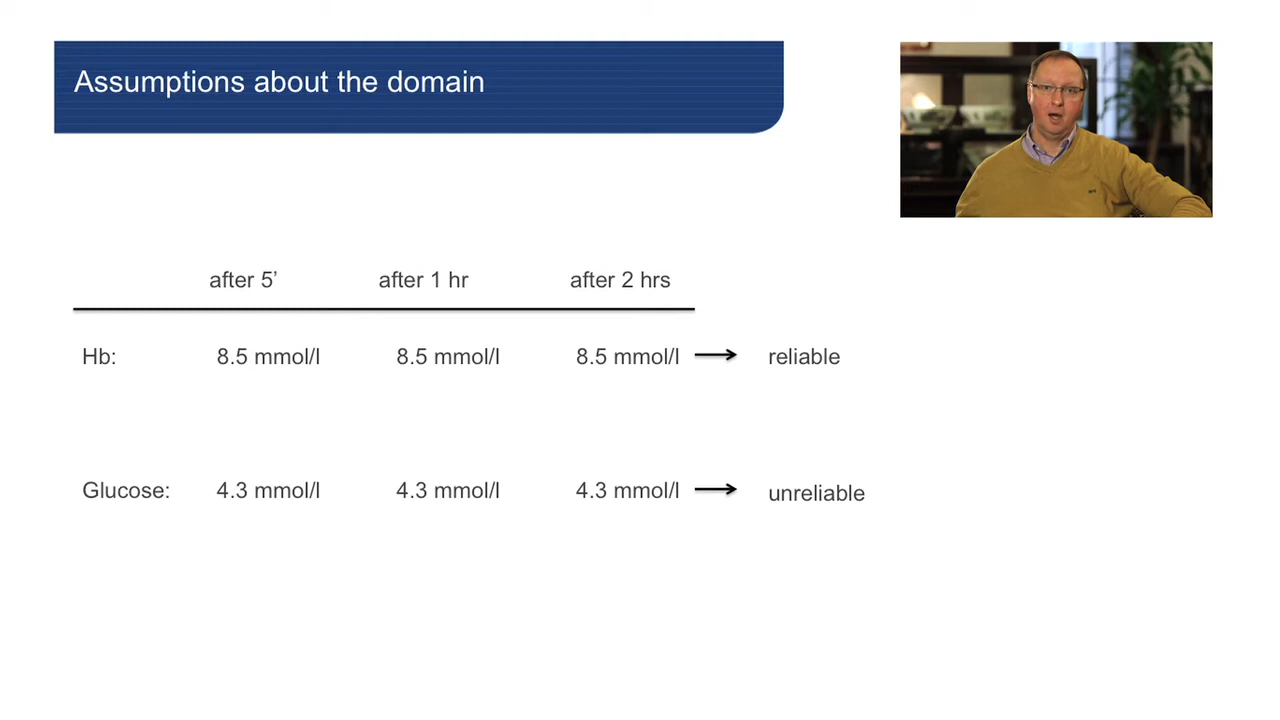 Assumptions about the domain
after 5’ after 1 hr after 2 hrs
Hb: 8.5 mmol/l 8.5 mmol/l 8.5 mmol/l reliable
Glucose: 4.3 mmol/l 4.3 mmol/l 4.3 mmol/l unreliable